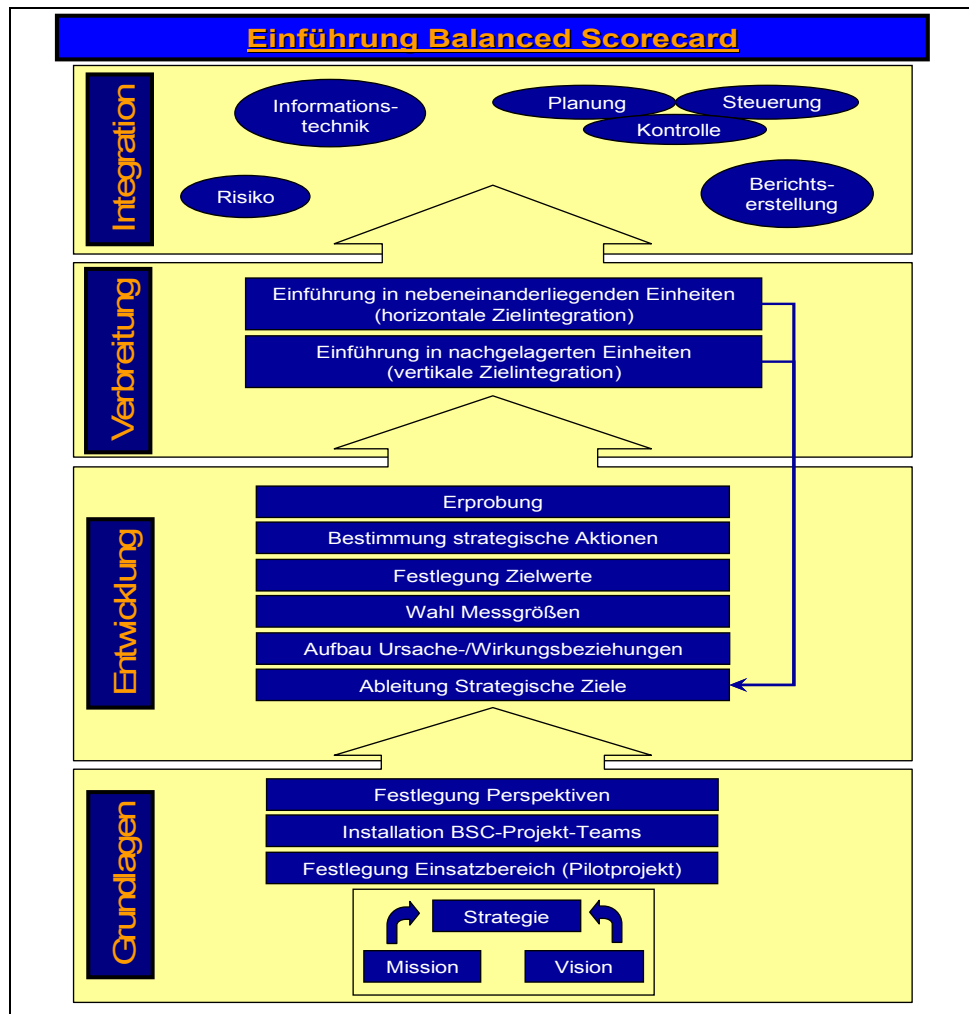 Einführung Balanced Scorecard
Integration
Informations-
technik
Planung
Steuerung
Kontrolle
Risiko
Berichts-
erstellung
Verbreitung
Einführung in nebeneinanderliegenden Einheiten
(horizontale Zielintegration)
Einführung in nachgelagerten Einheiten
(vertikale Zielintegration)
Entwicklung
Erprobung
Bestimmung strategische Aktionen
Festlegung Zielwerte
Wahl Messgrößen
Aufbau Ursache-/Wirkungsbeziehungen
Ableitung Strategische Ziele
Grundlagen
Festlegung Perspektiven
Installation BSC-Projekt-Teams
Festlegung Einsatzbereich (Pilotprojekt)
Strategie
Mission
Vision